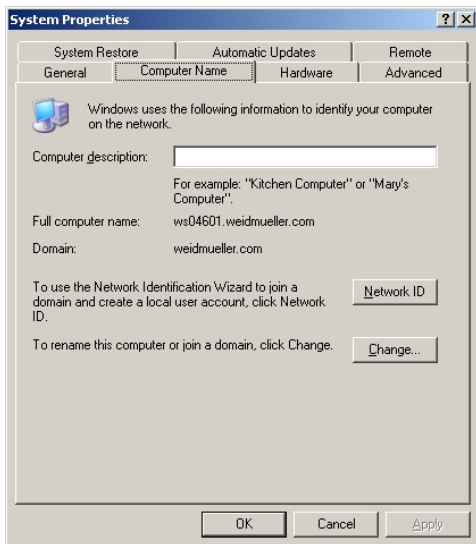 System Properties
System Restore Automatic Updates Remote
General Computer Name Hardware Advanced
Windows uses the following information to identify your computer
on the network.
Computer description:
For example: "Kitchen Computer" or "Mary's
Computer".
Full computer name: ws04601.weidmueller.com
Domain: weidmueller.com
To use the Network Identification Wizard to join a
domain and create a local user account, click Network
ID.
Network ID
To rename this computer or join a domain, click Change.
Change...
OK Cancel Apply